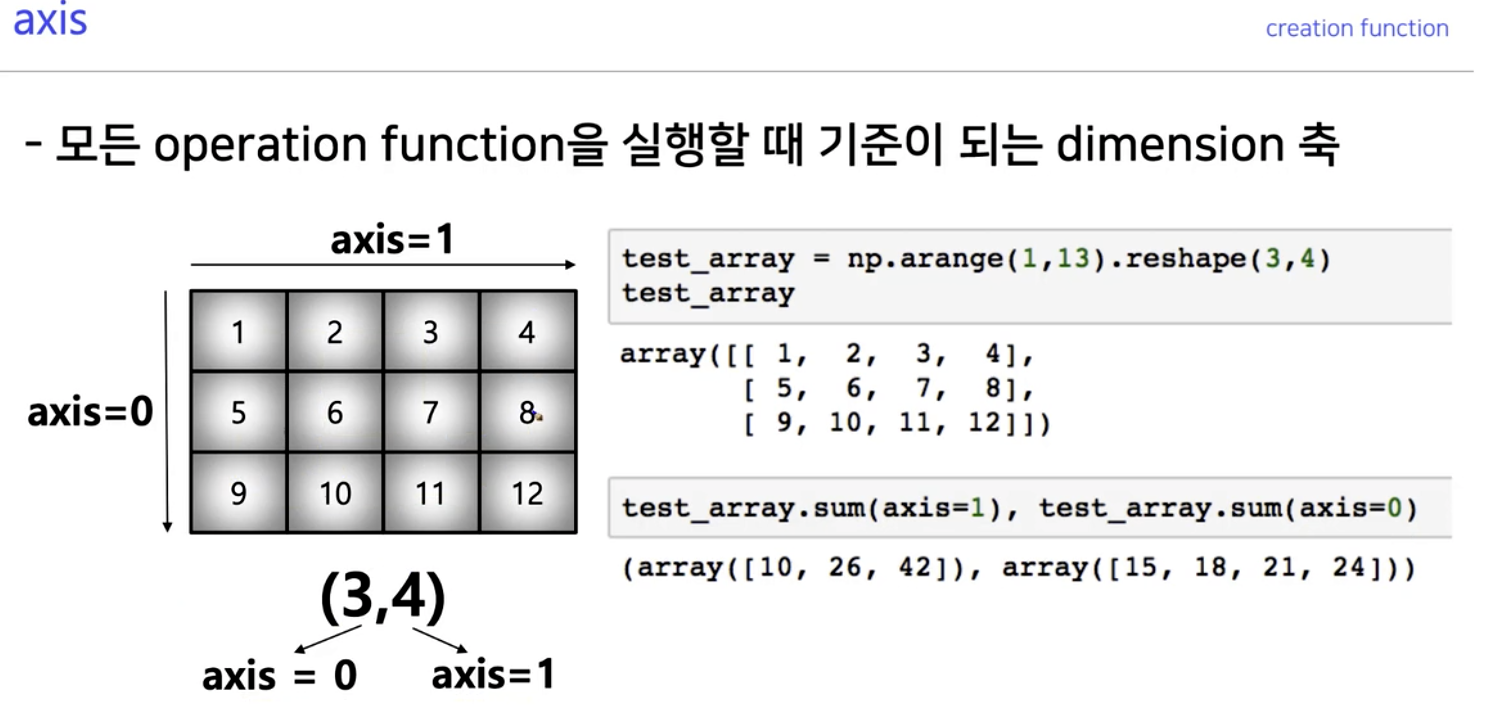 axis
creation function
- 모든 operation function을 실행할 때 기준이 되는 dimension 축
axis=1
axis=0
1 2 3 4
5 6 7 8
9 10 11 12
(3,4)
axis = 0 axis=1
test_array = np.arange(1,13).reshape(3,4)
test_array
array([[ 1, 2, 3, 4],
[ 5, 6, 7, 8],
[ 9, 10, 11, 12]])
test_array.sum(axis=1), test_array.sum(axis=0)
(array([10, 26, 42]), array([15, 18, 21, 24]))